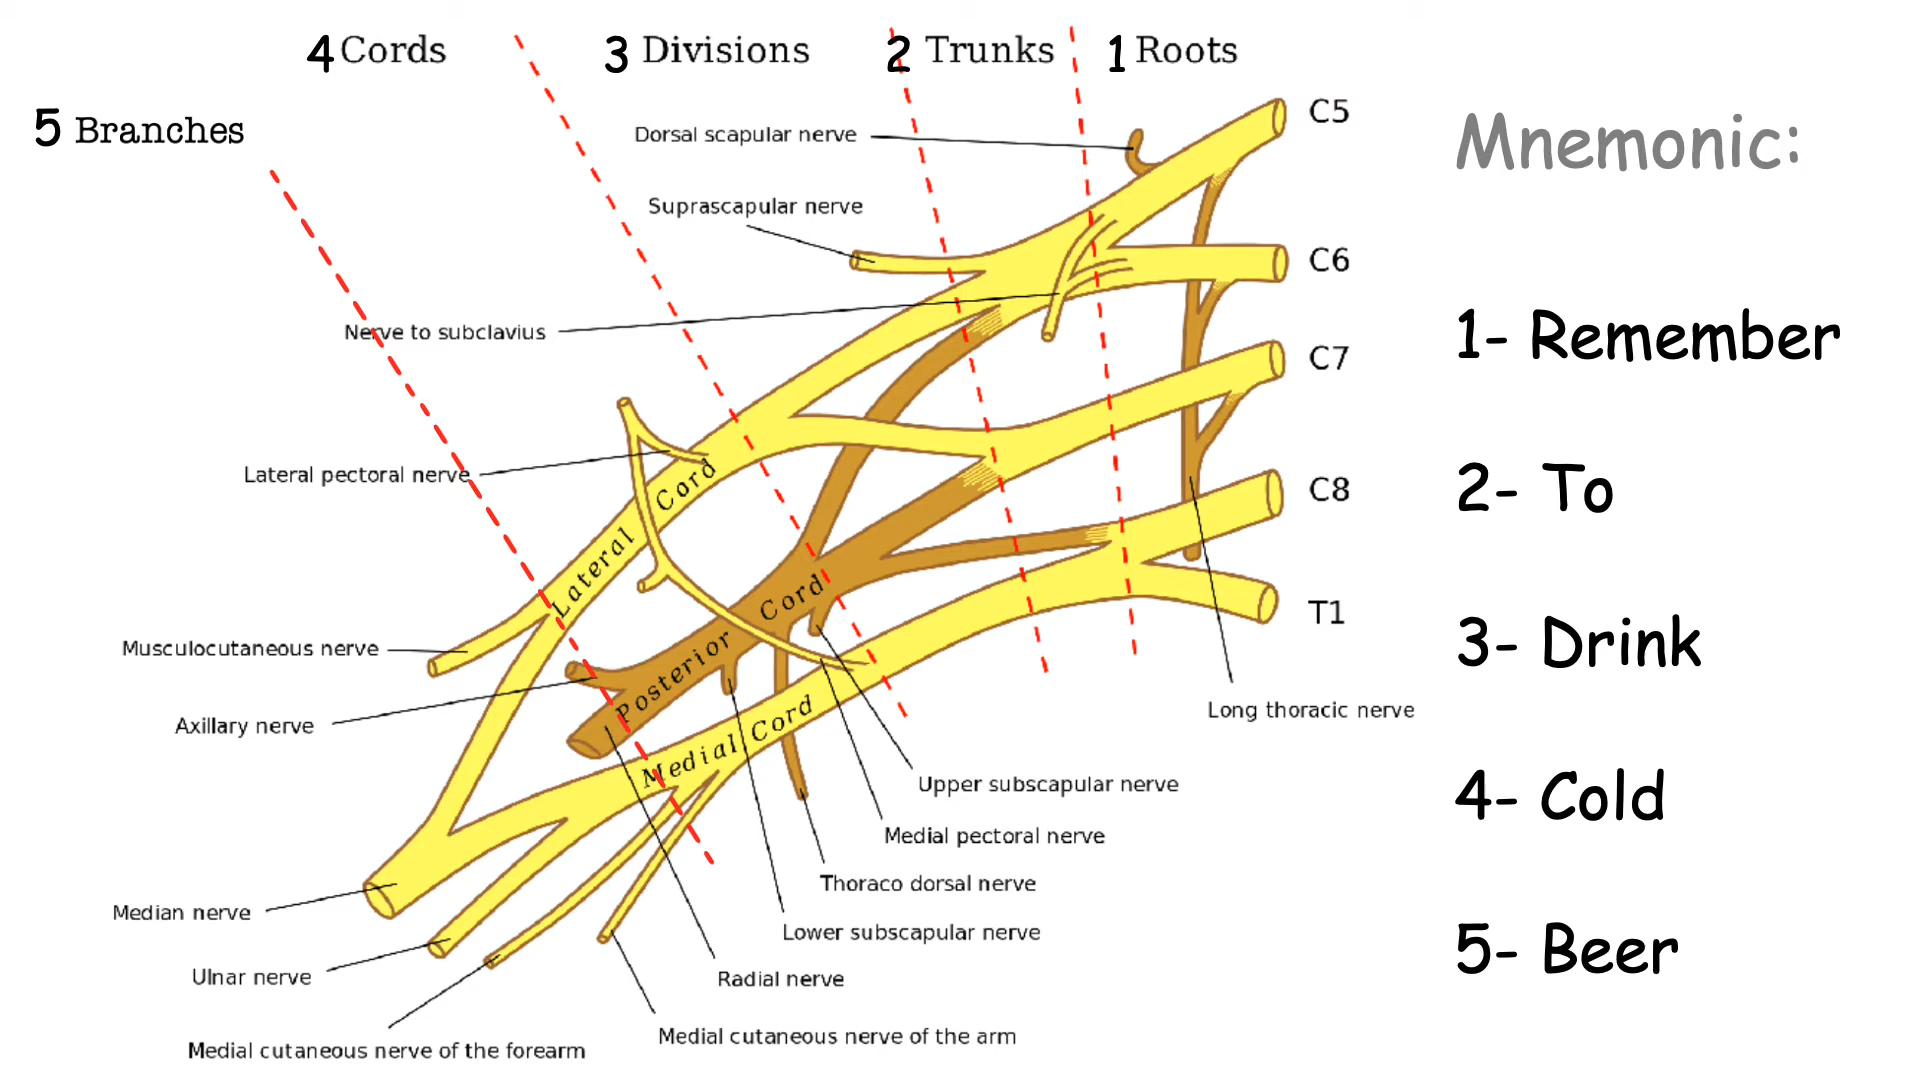 4 Cords
3 Divisions
2 Trunks
1 Roots
5 Branches
Dorsal scapular nerve
Suprascapular nerve
Nerve to subclavius
Lateral pectoral nerve
Musculocutaneous nerve
Axillary nerve
Median nerve
Ulnar nerve
Medial cutaneous nerve of the forearm
Lateral Cord
Posterior Cord
Medial Cord
C5
C6
C7
C8
T1
Long thoracic nerve
Upper subscapular nerve
Medial pectoral nerve
Thoraco dorsal nerve
Lower subscapular nerve
Radial nerve
Medial cutaneous nerve of the arm
Mnemonic:
1- Remember
2- To
3- Drink
4- Cold
5- Beer